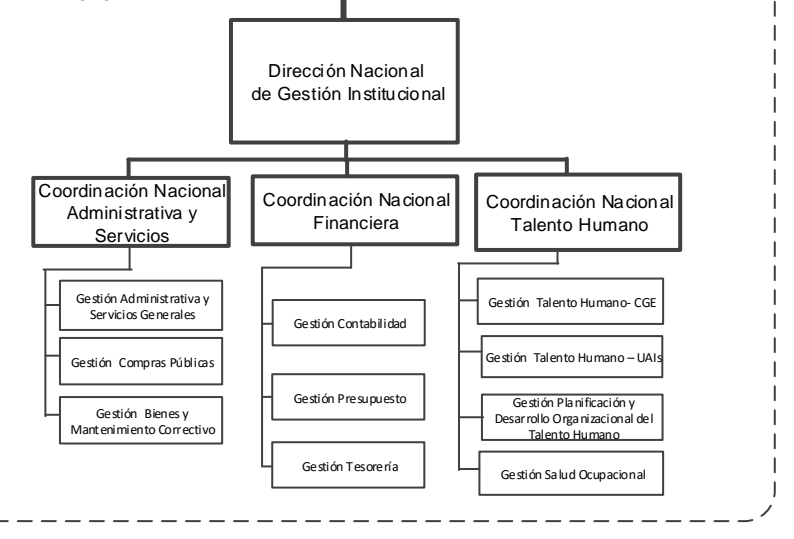 Dirección Nacional
de Gestión Institucional
Coordinación Nacional
Administrativa y
Servicios
Gestión Administrativa y
Servicios Generales
Gestión Compras Públicas
Gestión Bienes y
Mantenimiento Correctivo
Coordinación Nacional
Financiera
Gestión Contabilidad
Gestión Presupuesto
Gestión Tesorería
Coordinación Nacional
Talento Humano
Gestión Talento Humano- CGE
Gestión Talento Humano – UAIs
Gestión Planificación y
Desarrollo Organizacional del
Talento Humano
Gestión Salud Ocupacional